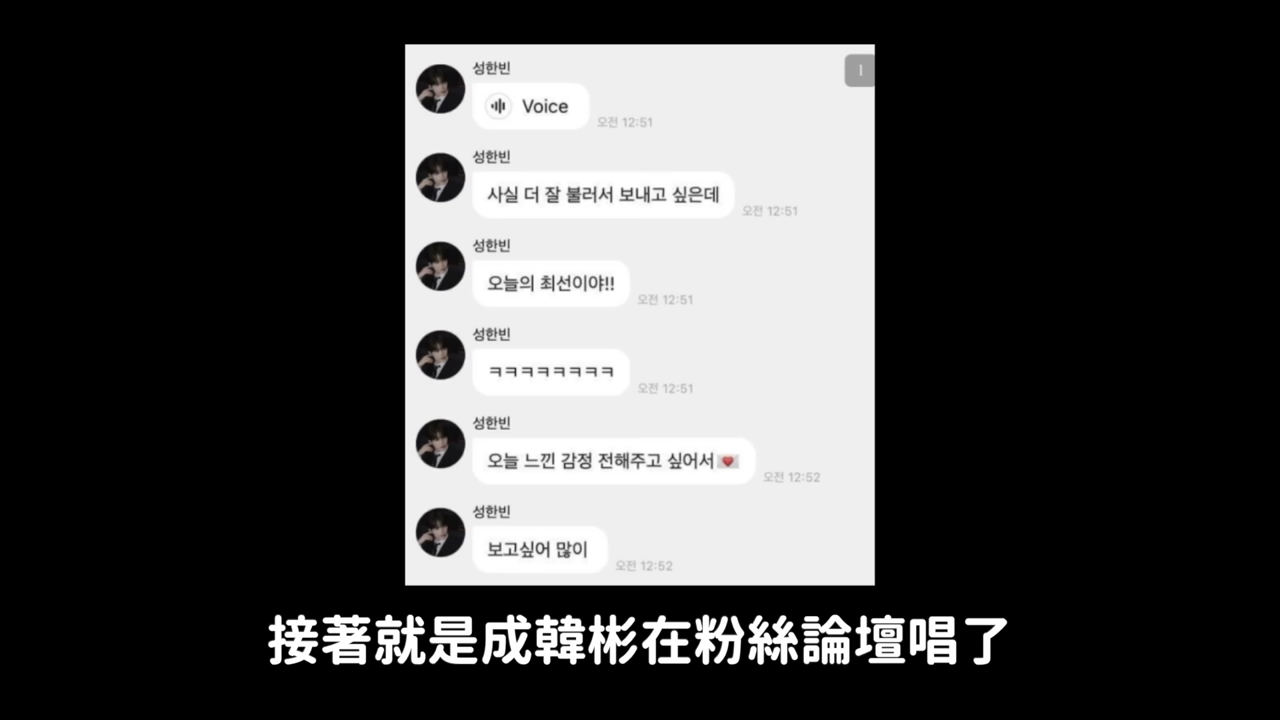 성한빈
1
Voice
오전 12:51
성한빈
사실 더 잘 불러서 보내고 싶은데
오전 12:51
성한빈
오늘의 최선이야!!
오전 12:51
성한빈
ㅋㅋㅋㅋㅋㅋㅋㅋ
오전 12:51
성한빈
오늘 느낀 감정 전해주고 싶어서💌
오전 12:52
성한빈
보고싶어 많이
오전 12:52
接著就是成韓彬在粉絲論壇唱了